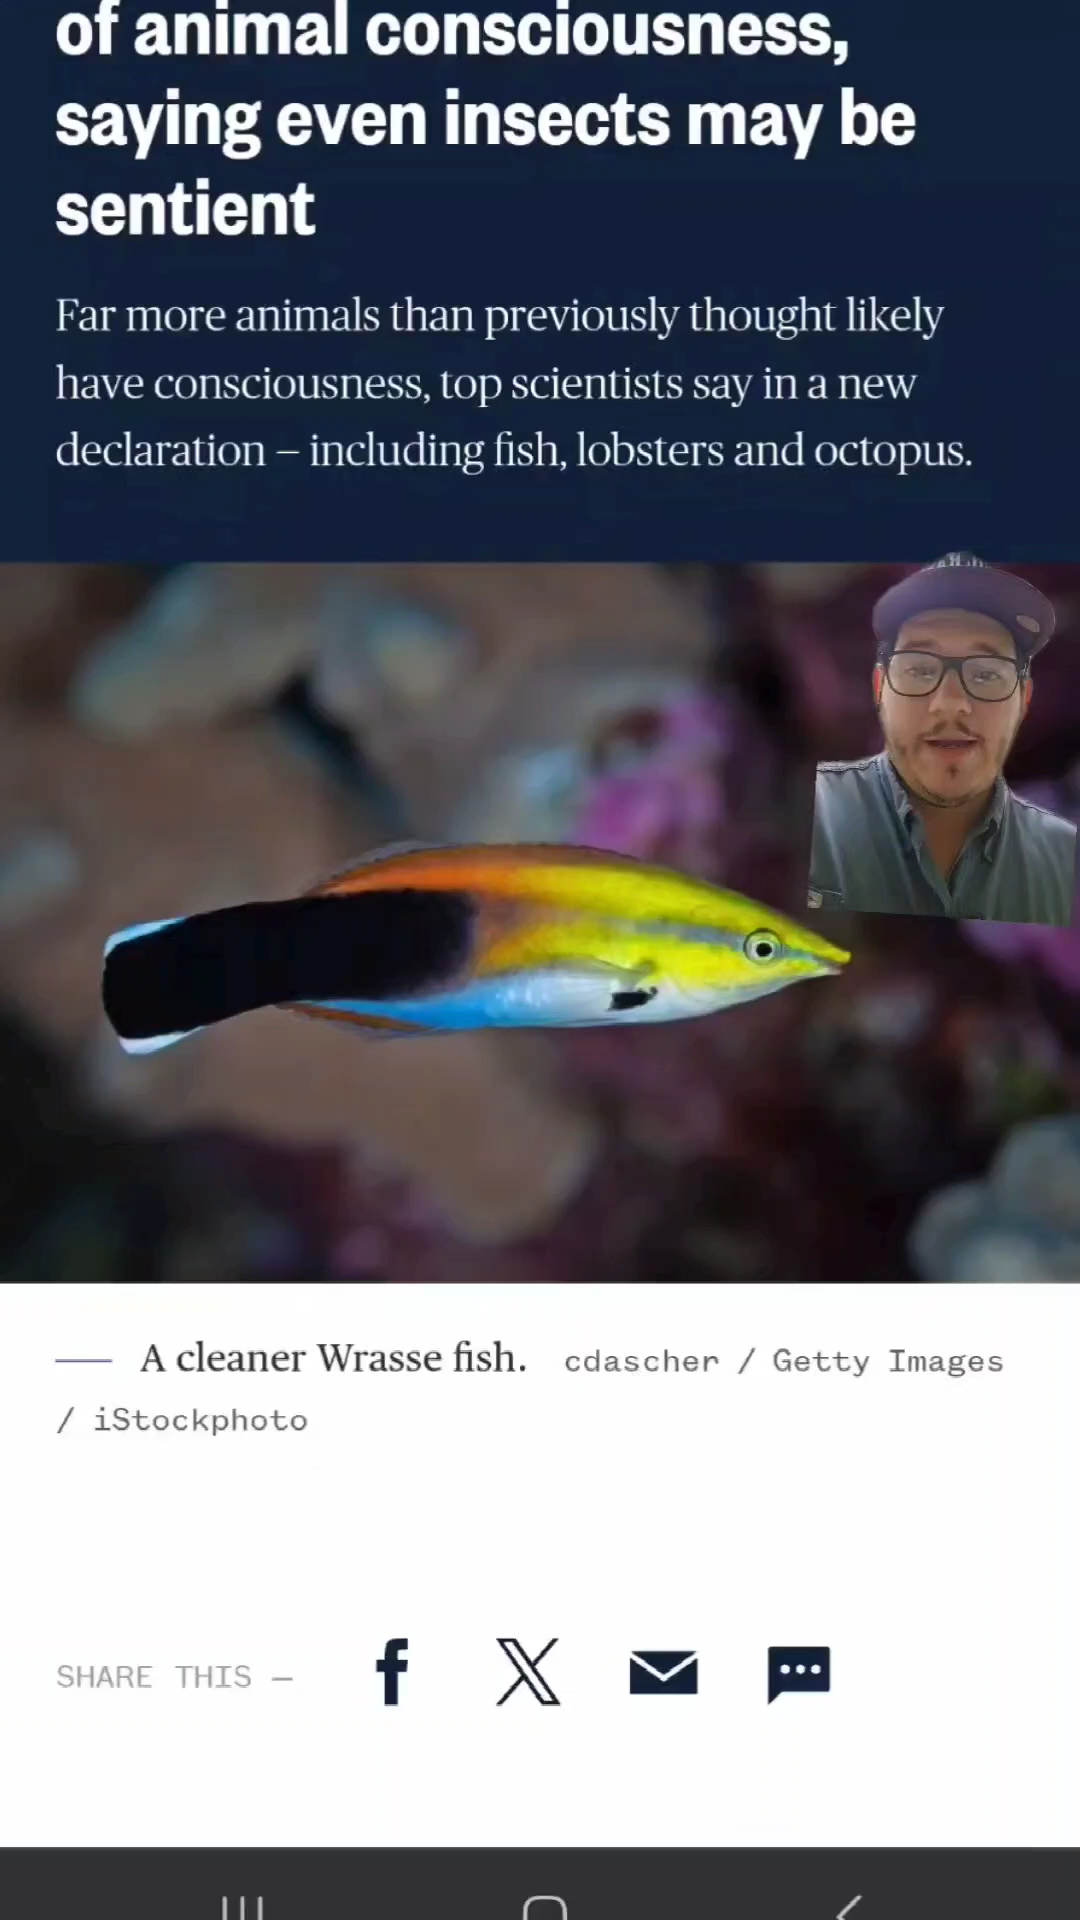 of animal consciousness,
saying even insects may be
sentient
Far more animals than previously thought likely
have consciousness, top scientists say in a new
declaration — including fish, lobsters and octopus.
A cleaner Wrasse fish. cdascher / Getty Images
/ iStockphoto
SHARE THIS —